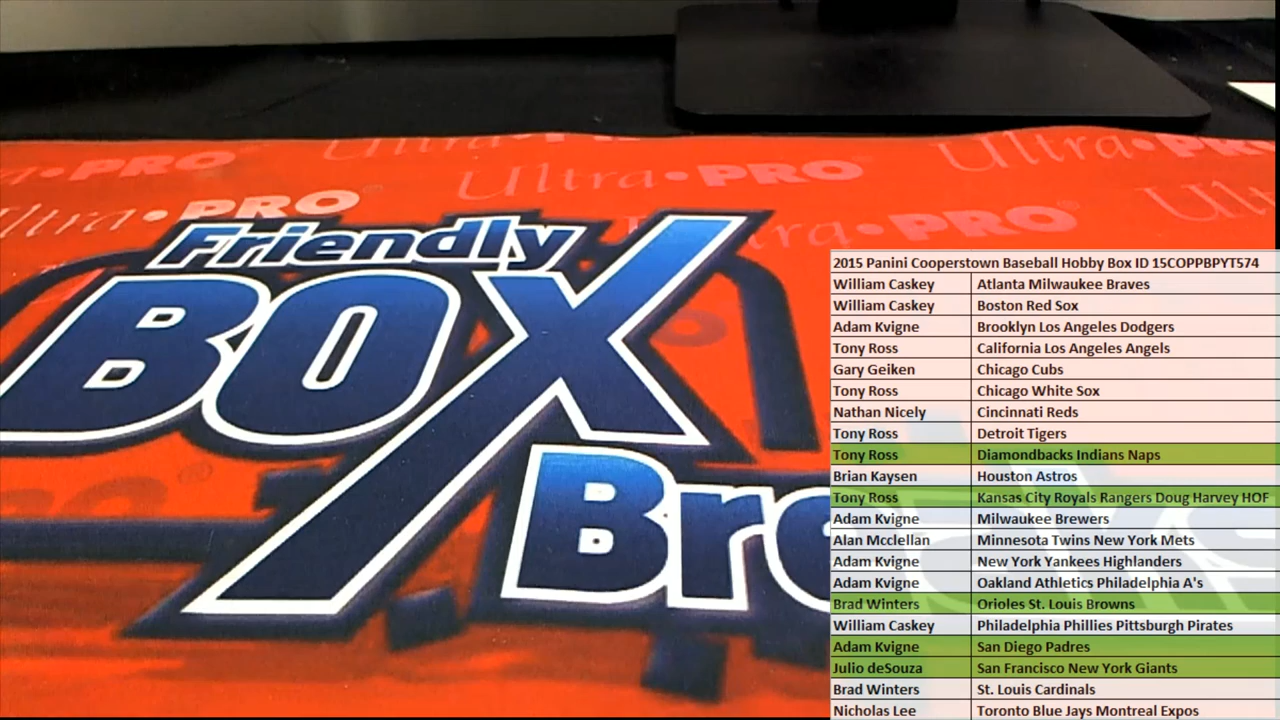 Ultra•PRO
Ultra•PRO
Ultra•PRO
Ultra•PRO
Friendly
BOX
Bre
2015 Panini Cooperstown Baseball Hobby Box ID 15COPPBPYT574
William Caskey Atlanta Milwaukee Braves
William Caskey Boston Red Sox
Adam Kvigne Brooklyn Los Angeles Dodgers
Tony Ross California Los Angeles Angels
Gary Geiken Chicago Cubs
Tony Ross Chicago White Sox
Nathan Nicely Cincinnati Reds
Tony Ross Detroit Tigers
Tony Ross Diamondbacks Indians Naps
Brian Kaysen Houston Astros
Tony Ross Kansas City Royals Rangers Doug Harvey HOF
Adam Kvigne Milwaukee Brewers
Alan Mcclellan Minnesota Twins New York Mets
Adam Kvigne New York Yankees Highlanders
Adam Kvigne Oakland Athletics Philadelphia A's
Brad Winters Orioles St. Louis Browns
William Caskey Philadelphia Phillies Pittsburgh Pirates
Adam Kvigne San Diego Padres
Julio deSouza San Francisco New York Giants
Brad Winters St. Louis Cardinals
Nicholas Lee Toronto Blue Jays Montreal Expos